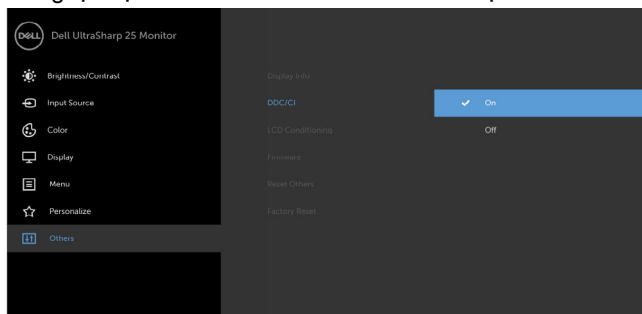 DELL
Dell UltraSharp 25 Monitor
Brightness/Contrast
Input Source
Color
Display
Menu
Personalize
Others
Display Info
DDC/CI
LCD Conditioning
Firmware
Reset Others
Factory Reset
On
Off